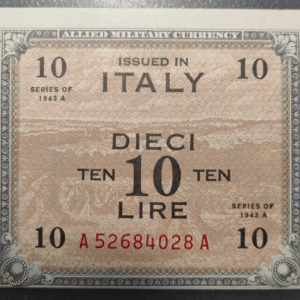 ALLIED MILITARY CURRENCY
10 ISSUED IN 10
ITALY
SERIES OF
1943 A
DIECI
TEN 10 TEN
LIRE
SERIES OF
1943 A
10 A52684028A 10